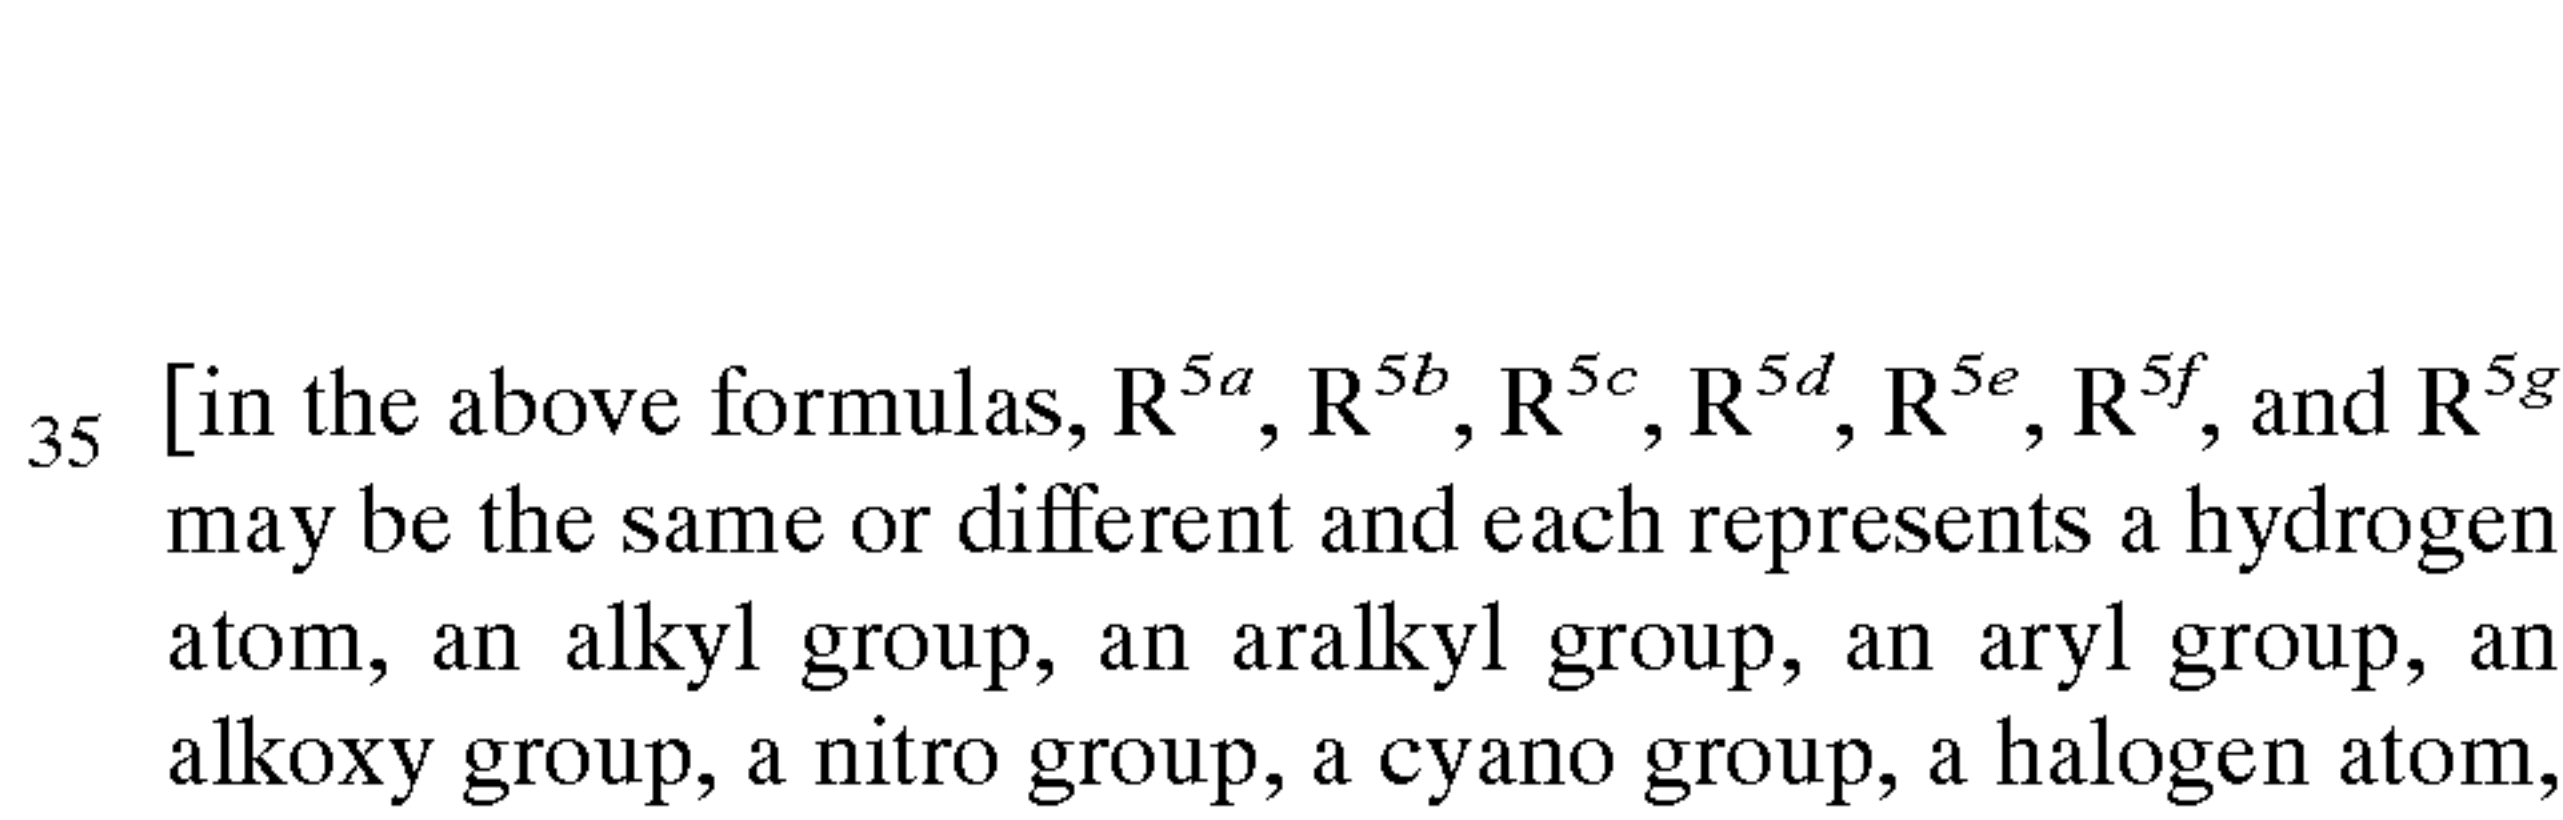 35 [in the above formulas, R⁵ᵃ, R⁵ᵇ, R⁵ᶜ, R⁵ᵈ, R⁵ᵉ, R⁵ᶠ, and R⁵ᵍ
may be the same or different and each represents a hydrogen
atom, an alkyl group, an aralkyl group, an aryl group, an
alkoxy group, a nitro group, a cyano group, a halogen atom,